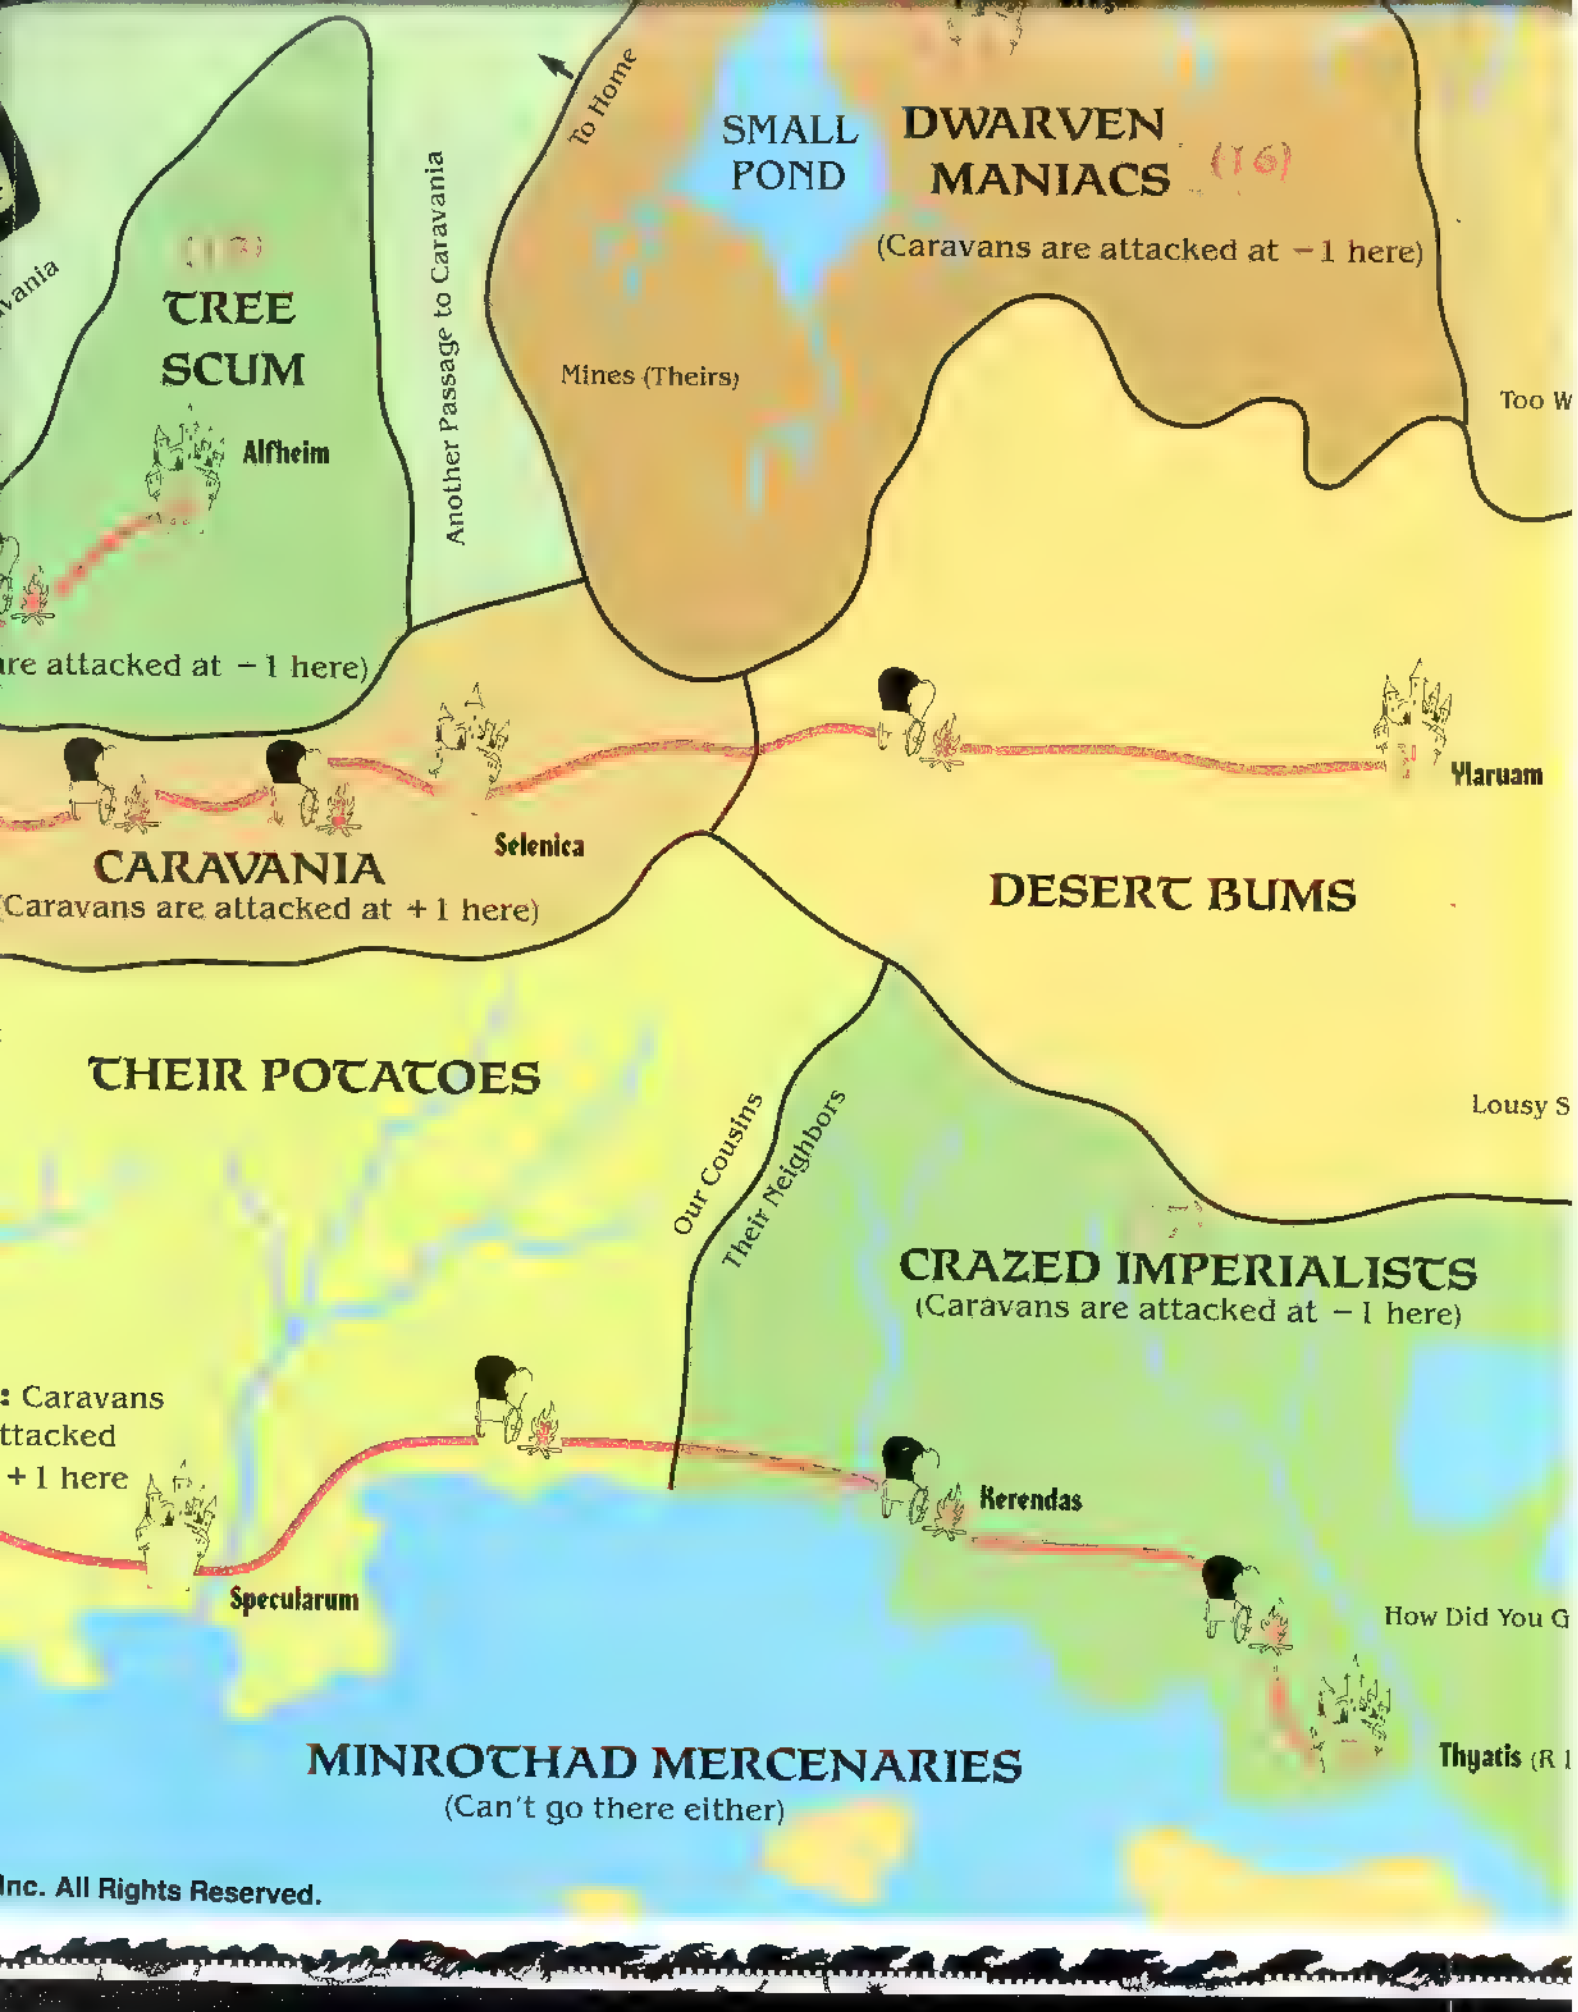 To Home
SMALL
POND
DWARVEN
MANIACS
(16)
(Caravans are attacked at −1 here)
Another Passage to Caravania
TREE
SCUM
Mines (Theirs)
Too W
Alfheim
are attacked at −1 here)
Ylaruam
Selenica
CARAVANIA
(Caravans are attacked at +1 here)
DESERT BUMS
THEIR POTATOES
Lousy S
Our Cousins
Their Neighbors
CRAZED IMPERIALISTS
(Caravans are attacked at −1 here)
: Caravans
ttacked
+1 here
Kerendas
Specularum
How Did You G
Thyatis (R 1
MINROTHAD MERCENARIES
(Can't go there either)
Inc. All Rights Reserved.